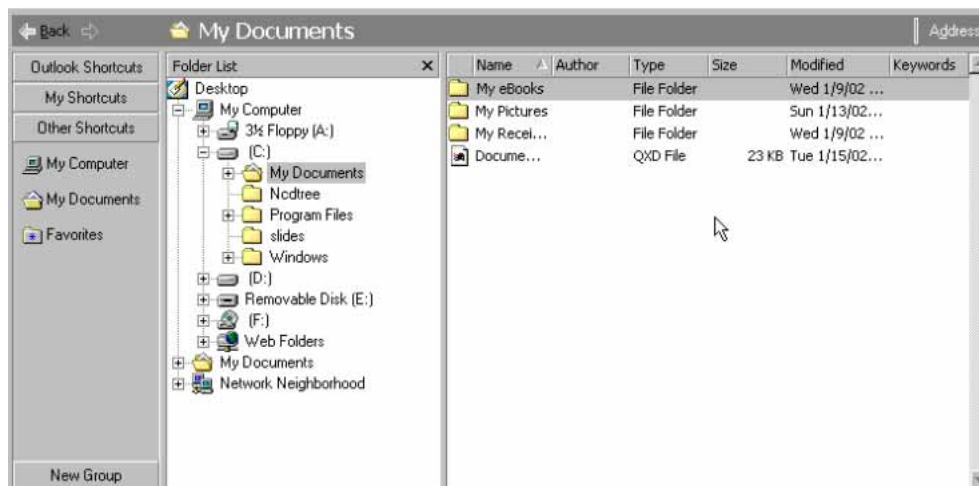 Back
My Documents
Address
Outlook Shortcuts
My Shortcuts
Other Shortcuts
My Computer
My Documents
Favorites
New Group
Folder List
Desktop
My Computer
3½ Floppy (A:)
(C:)
My Documents
Ncdtree
Program Files
slides
Windows
(D:)
Removable Disk (E:)
(F:)
Web Folders
My Documents
Network Neighborhood
Name Author Type Size Modified Keywords
My eBooks File Folder Wed 1/9/02 ...
My Pictures File Folder Sun 1/13/02...
My Recei... File Folder Wed 1/9/02 ...
Docume... QXD File 23 KB Tue 1/15/02...